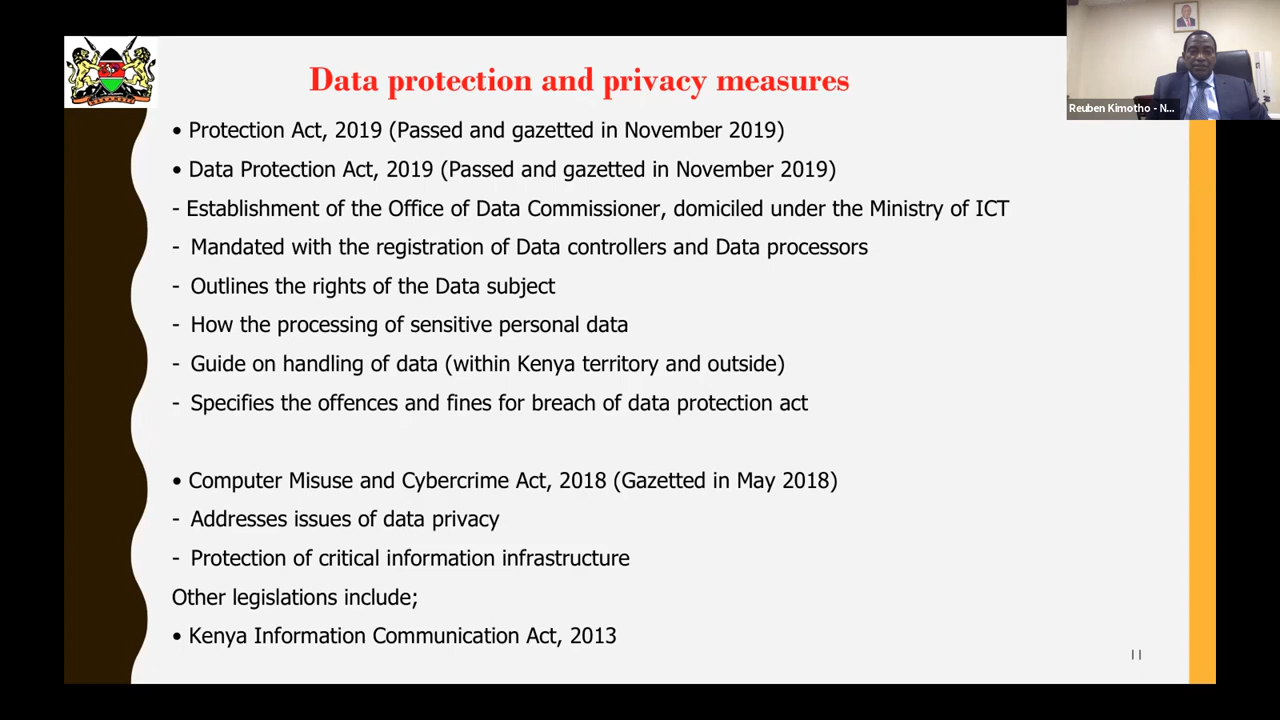 Data protection and privacy measures
Reuben Kimotho - N...
• Protection Act, 2019 (Passed and gazetted in November 2019)
• Data Protection Act, 2019 (Passed and gazetted in November 2019)
- Establishment of the Office of Data Commissioner, domiciled under the Ministry of ICT
- Mandated with the registration of Data controllers and Data processors
- Outlines the rights of the Data subject
- How the processing of sensitive personal data
- Guide on handling of data (within Kenya territory and outside)
- Specifies the offences and fines for breach of data protection act
• Computer Misuse and Cybercrime Act, 2018 (Gazetted in May 2018)
- Addresses issues of data privacy
- Protection of critical information infrastructure
Other legislations include;
• Kenya Information Communication Act, 2013
11